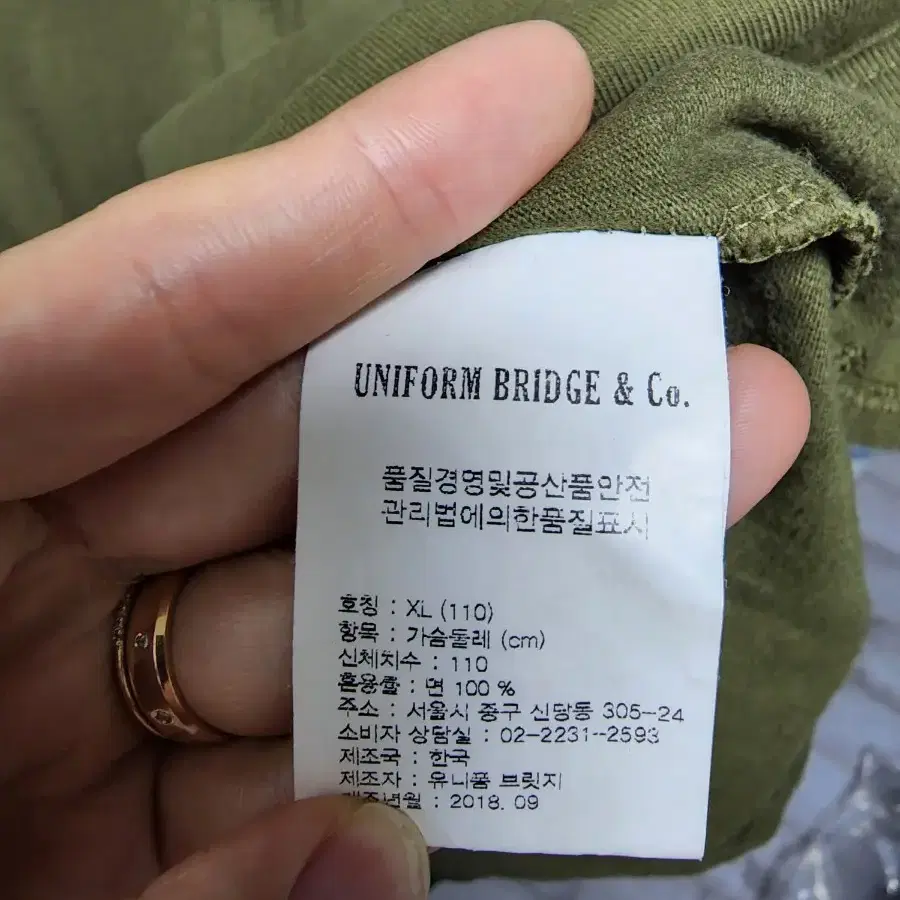 UNIFORM BRIDGE & Co.
품질경영및공산품안전
관리법에의한품질표시
호칭 : XL (110)
항목 : 가슴둘레 (cm)
신체치수 : 110
혼용률 : 면 100 %
주소 : 서울시 중구 신당동 305-24
소비자 상담실 : 02-2231-2593
제조국 : 한국
제조자 : 유니폼 브릿지
제조년월 : 2018. 09